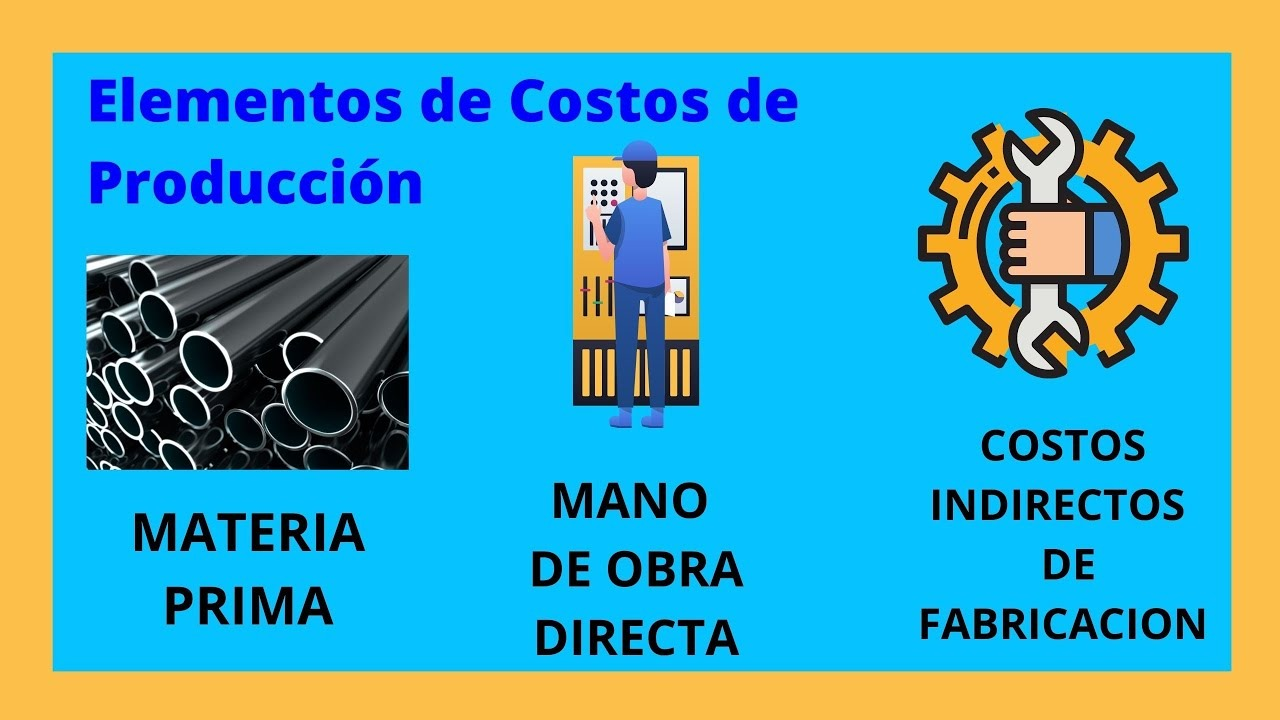 Elementos de Costos de
Producción
MATERIA
PRIMA
MANO
DE OBRA
DIRECTA
COSTOS
INDIRECTOS
DE
FABRICACION